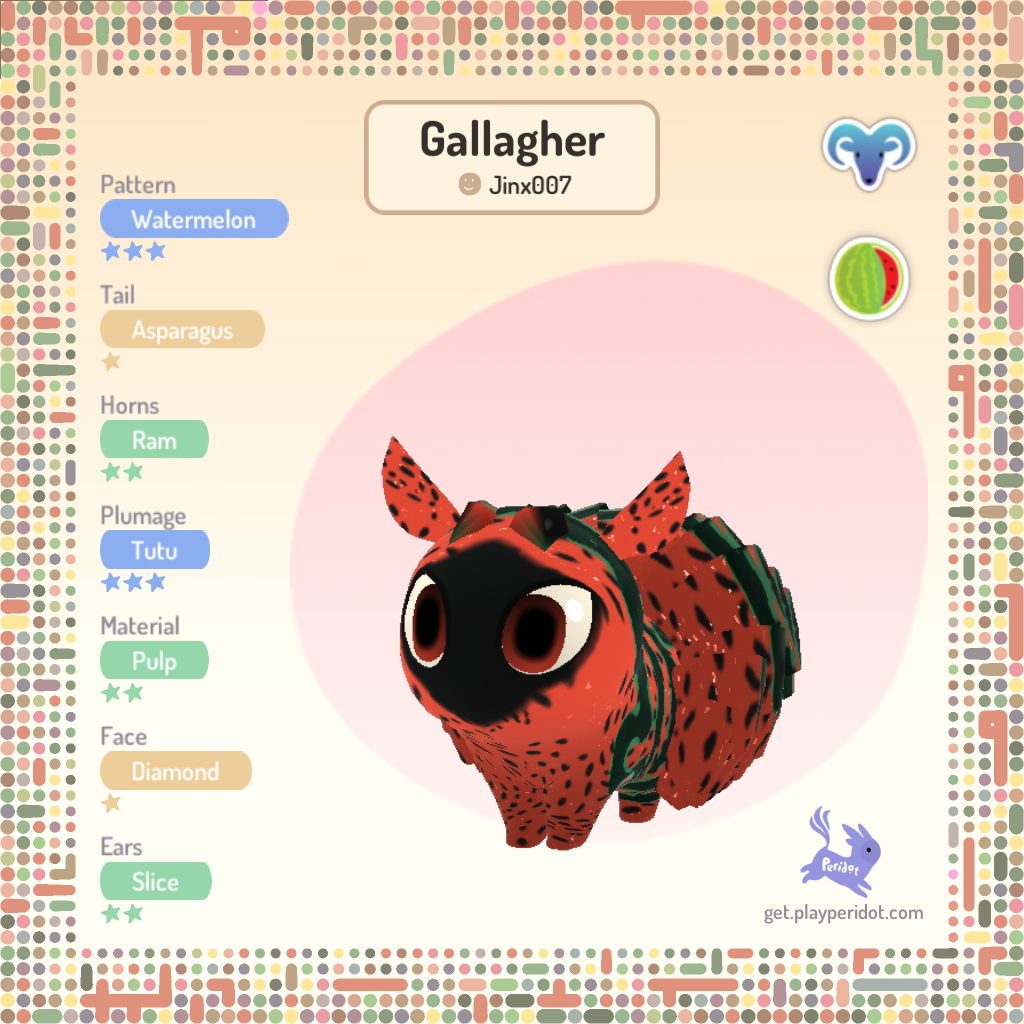 Gallagher
Jinx007
Pattern
Watermelon
Tail
Asparagus
Horns
Ram
Plumage
Tutu
Material
Pulp
Face
Diamond
Ears
Slice
Peridot
get.playperidot.com